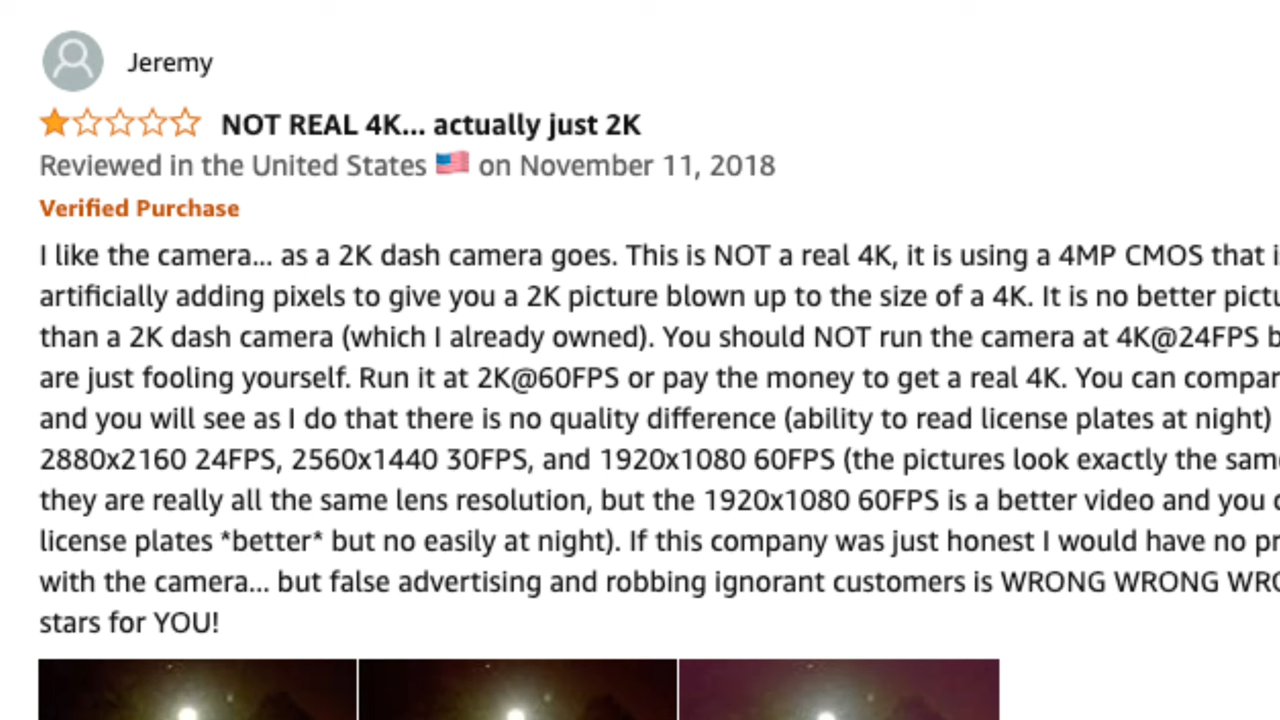 Jeremy
NOT REAL 4K... actually just 2K
Reviewed in the United States 🇺🇸 on November 11, 2018
Verified Purchase
I like the camera... as a 2K dash camera goes. This is NOT a real 4K, it is using a 4MP CMOS that
artificially adding pixels to give you a 2K picture blown up to the size of a 4K. It is no better
than a 2K dash camera (which I already owned). You should NOT run the camera at 4K@24FPS
are just fooling yourself. Run it at 2K@60FPS or pay the money to get a real 4K. You can
and you will see as I do that there is no quality difference (ability to read license plates at night)
2880x2160 24FPS, 2560x1440 30FPS, and 1920x1080 60FPS (the pictures look exactly the
they are really all the same lens resolution, but the 1920x1080 60FPS is a better video and you
license plates *better* but no easily at night). If this company was just honest I would have no
with the camera... but false advertising and robbing ignorant customers is WRONG WRONG
stars for YOU!